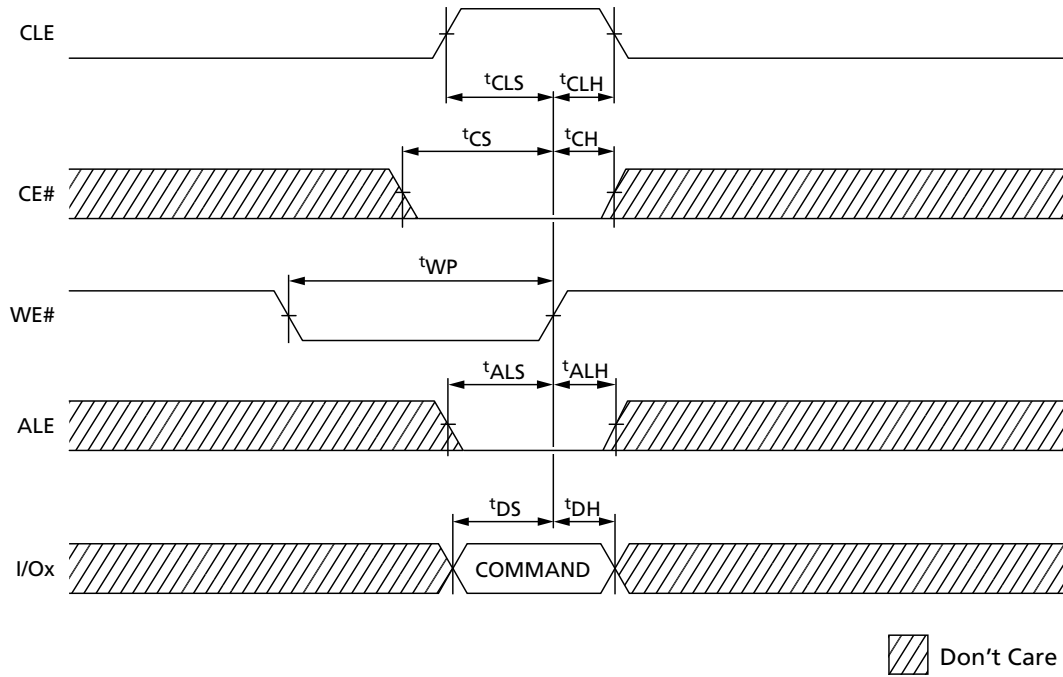 CLE
tCLS
tCLH
tCS
tCH
CE#
tWP
WE#
tALS
tALH
ALE
tDS
tDH
I/Ox
COMMAND
Don't Care